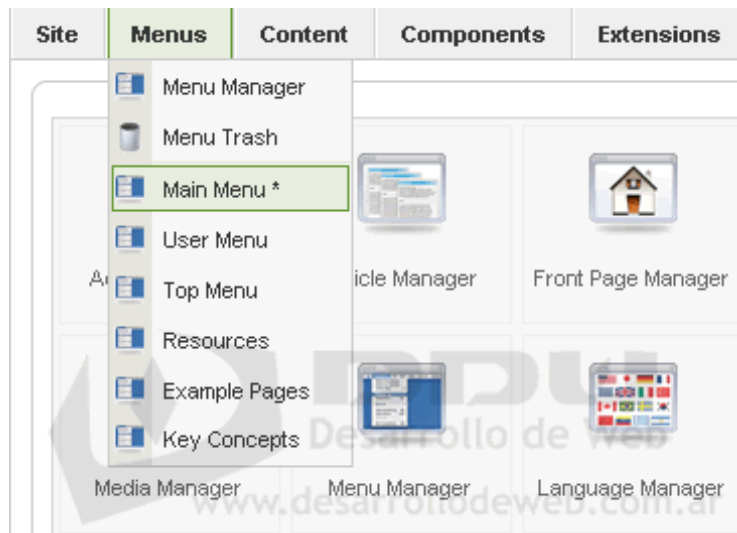 Site Menus Content Components Extensions
Menu Manager
Menu Trash
Main Menu *
User Menu
Top Menu
Resources
Example Pages
Key Concepts
icle Manager Front Page Manager
Media Manager Menu Manager Language Manager
DDW
Desarrollo de Web
www.desarrollodeweb.com.ar